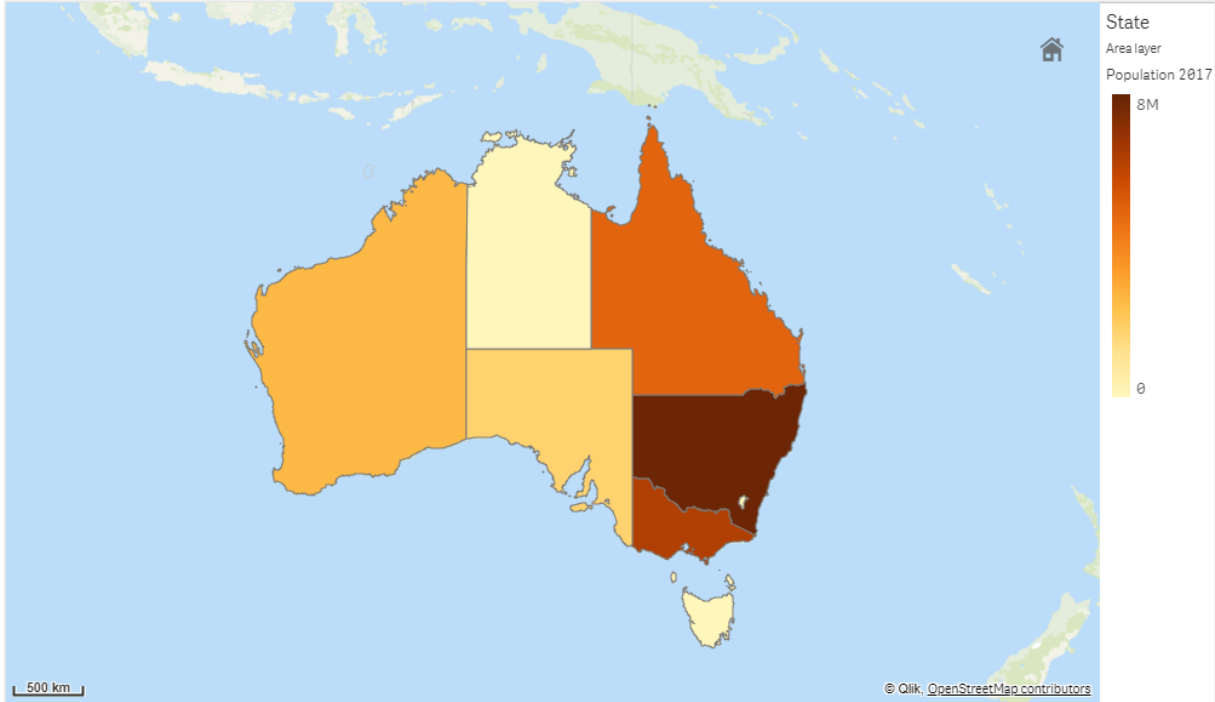 State
Area layer
Population 2017
8M
0
500 km
© Qlik, OpenStreetMap contributors